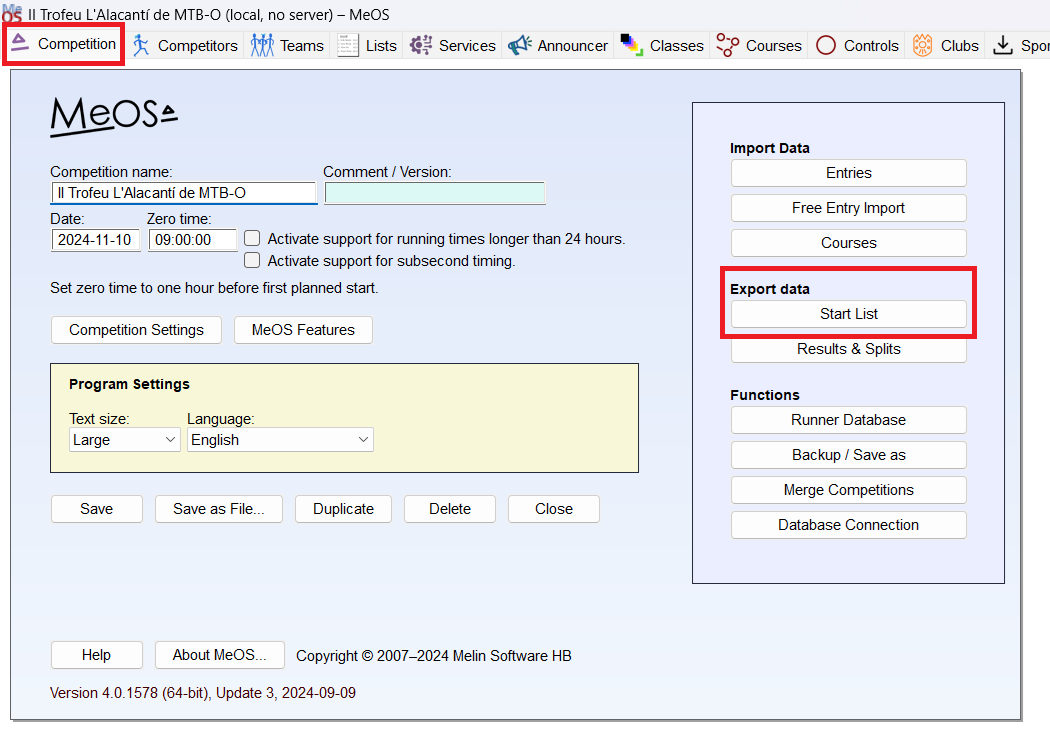 II Trofeu L'Alacantí de MTB-O (local, no server) – MeOS
Competition Competitors Teams Lists Services Announcer Classes Courses Controls Clubs Spor
MeOS
Competition name: Comment / Version:
II Trofeu L'Alacantí de MTB-O
Date: Zero time:
2024-11-10 09:00:00 Activate support for running times longer than 24 hours.
Activate support for subsecond timing.
Set zero time to one hour before first planned start.
Competition Settings MeOS Features
Program Settings
Text size: Language:
Large English
Save Save as File... Duplicate Delete Close
Import Data
Entries
Free Entry Import
Courses
Export data
Start List
Results & Splits
Functions
Runner Database
Backup / Save as
Merge Competitions
Database Connection
Help About MeOS... Copyright © 2007–2024 Melin Software HB
Version 4.0.1578 (64-bit), Update 3, 2024-09-09